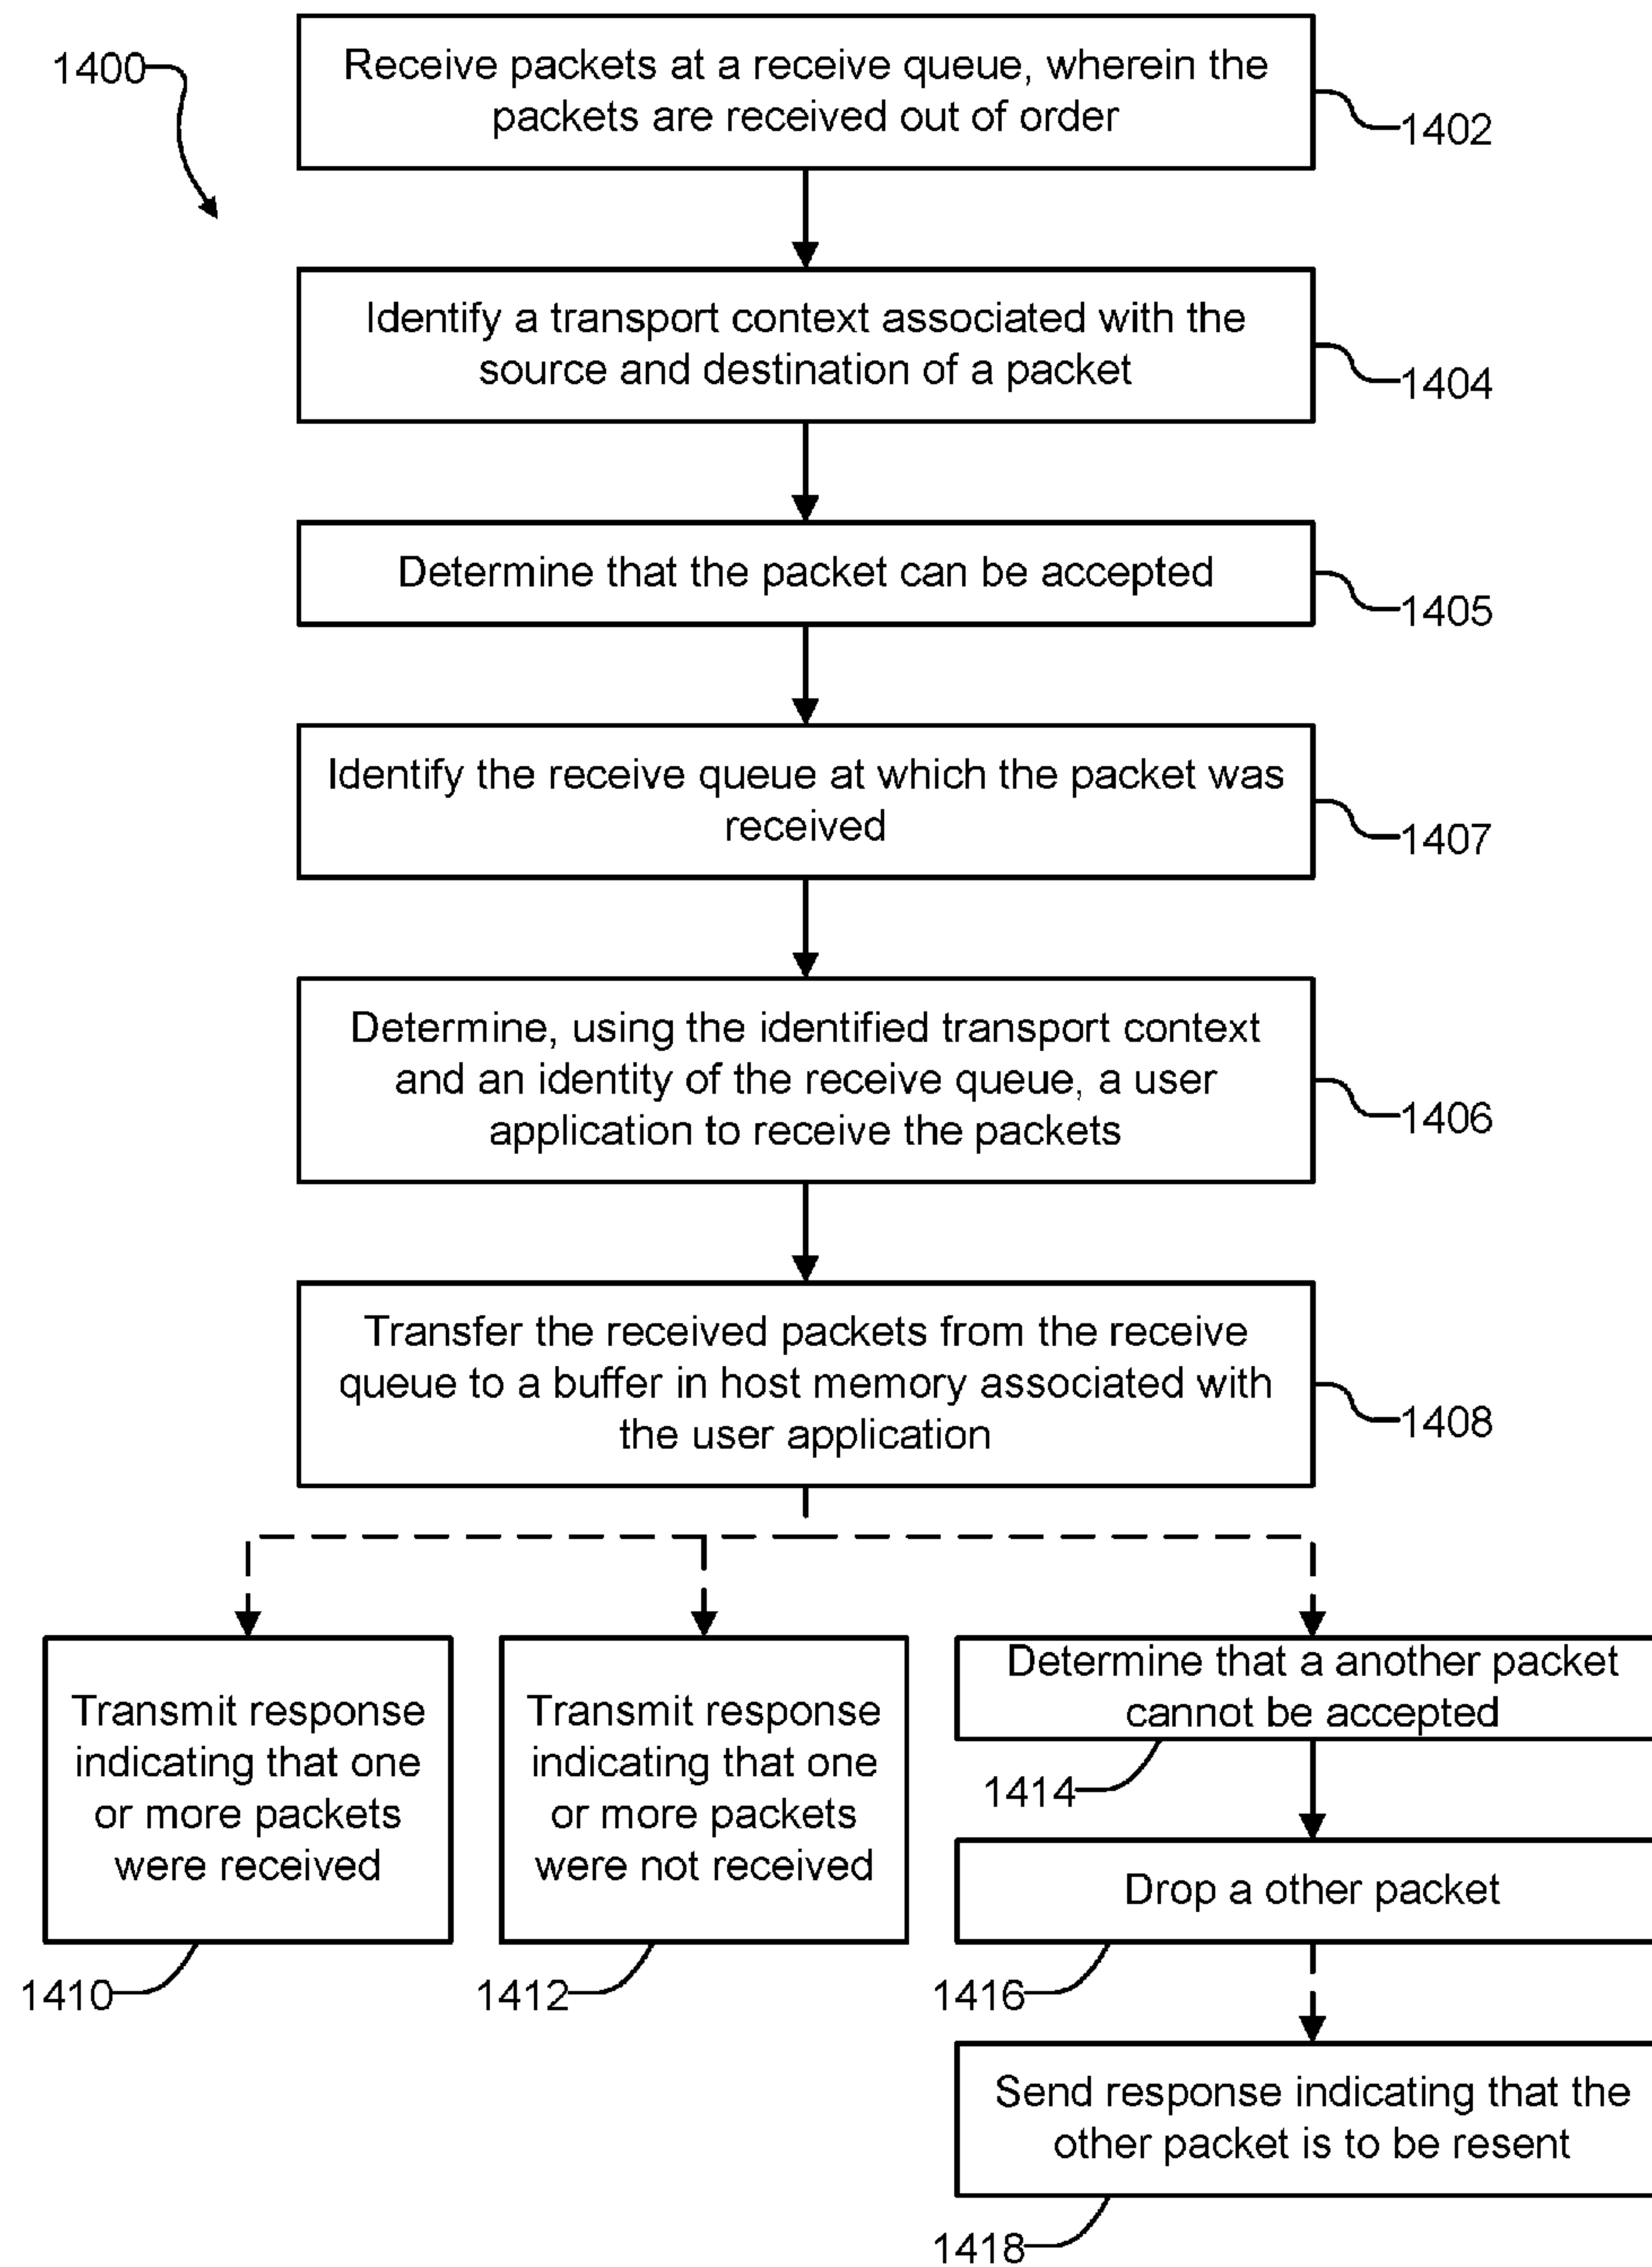 1400
Receive packets at a receive queue, wherein the
packets are received out of order
1402
Identify a transport context associated with the
source and destination of a packet
1404
Determine that the packet can be accepted
1405
Identify the receive queue at which the packet was
received
1407
Determine, using the identified transport context
and an identity of the receive queue, a user
application to receive the packets
1406
Transfer the received packets from the receive
queue to a buffer in host memory associated with
the user application
1408
Transmit response
indicating that one
or more packets
were received
1410
Transmit response
indicating that one
or more packets
were not received
1412
Determine that a another packet
cannot be accepted
1414
Drop a other packet
1416
Send response indicating that the
other packet is to be resent
1418